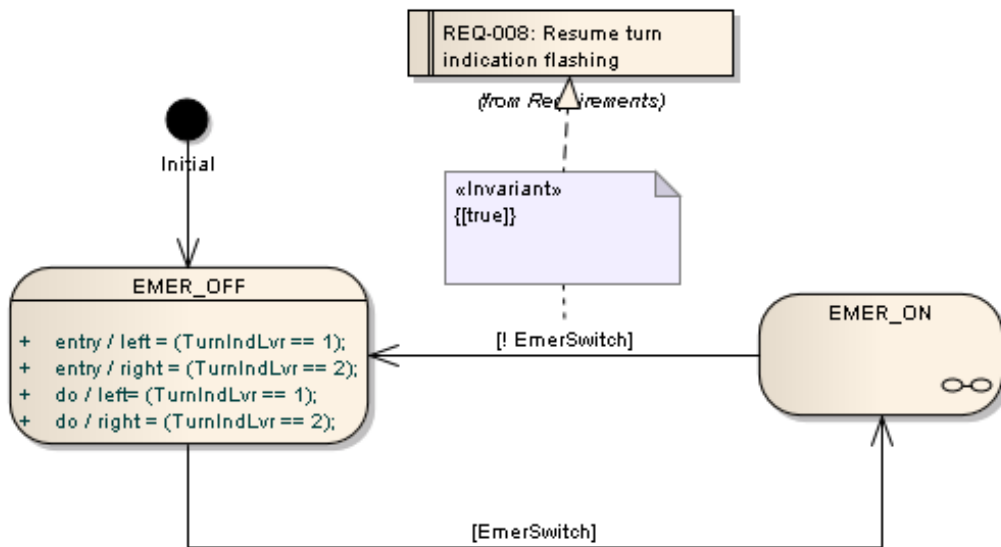 REQ-008: Resume turn
indication flashing
(from Requirements)
Initial
«Invariant»
{[true]}
EMER_OFF
+ entry / left = (TurnIndLvr == 1);
+ entry / right = (TurnIndLvr == 2);
+ do / left= (TurnIndLvr == 1);
+ do / right = (TurnIndLvr == 2);
[! EmerSwitch]
EMER_ON
[EmerSwitch]